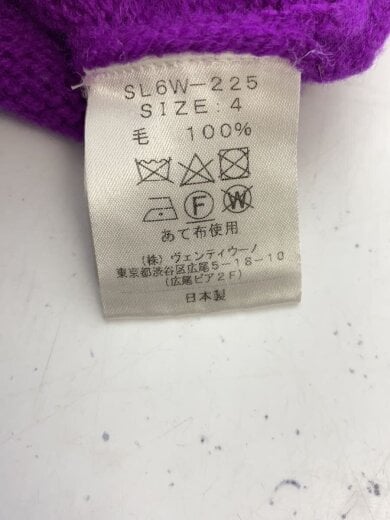 SL6W-225
SIZE:4
毛 100%
F W
あて布使用
(株) ヴェンティウーノ
東京都渋谷区広尾5-18-10
(広尾ピア2F)
日本製